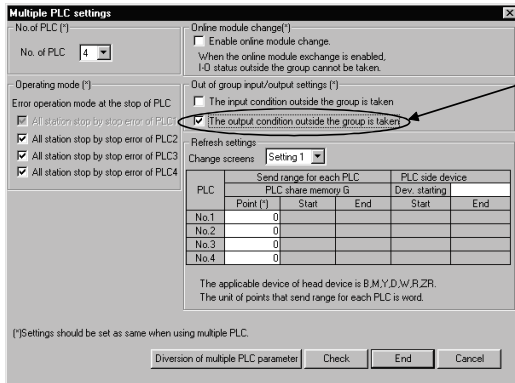 Multiple PLC settings
No.of PLC (*)
No. of PLC 4
Operating mode (*)
Error operation mode at the stop of PLC
All station stop by stop error of PLC1
All station stop by stop error of PLC2
All station stop by stop error of PLC3
All station stop by stop error of PLC4
Online module change(*)
Enable online module change.
When the online module exchange is enabled,
I-O status outside the group cannot be taken.
Out of group input/output settings (*)
The input condition outside the group is taken
The output condition outside the group is taken
Refresh settings
Change screens Setting 1
PLC Send range for each PLC PLC side device
PLC share memory G Dev. starting
Point (*) Start End Start End
No.1 0
No.2 0
No.3 0
No.4 0
The applicable device of head device is B,M,Y,D,W,R,ZR.
The unit of points that send range for each PLC is word.
(*)Settings should be set as same when using multiple PLC.
Diversion of multiple PLC parameter Check End Cancel